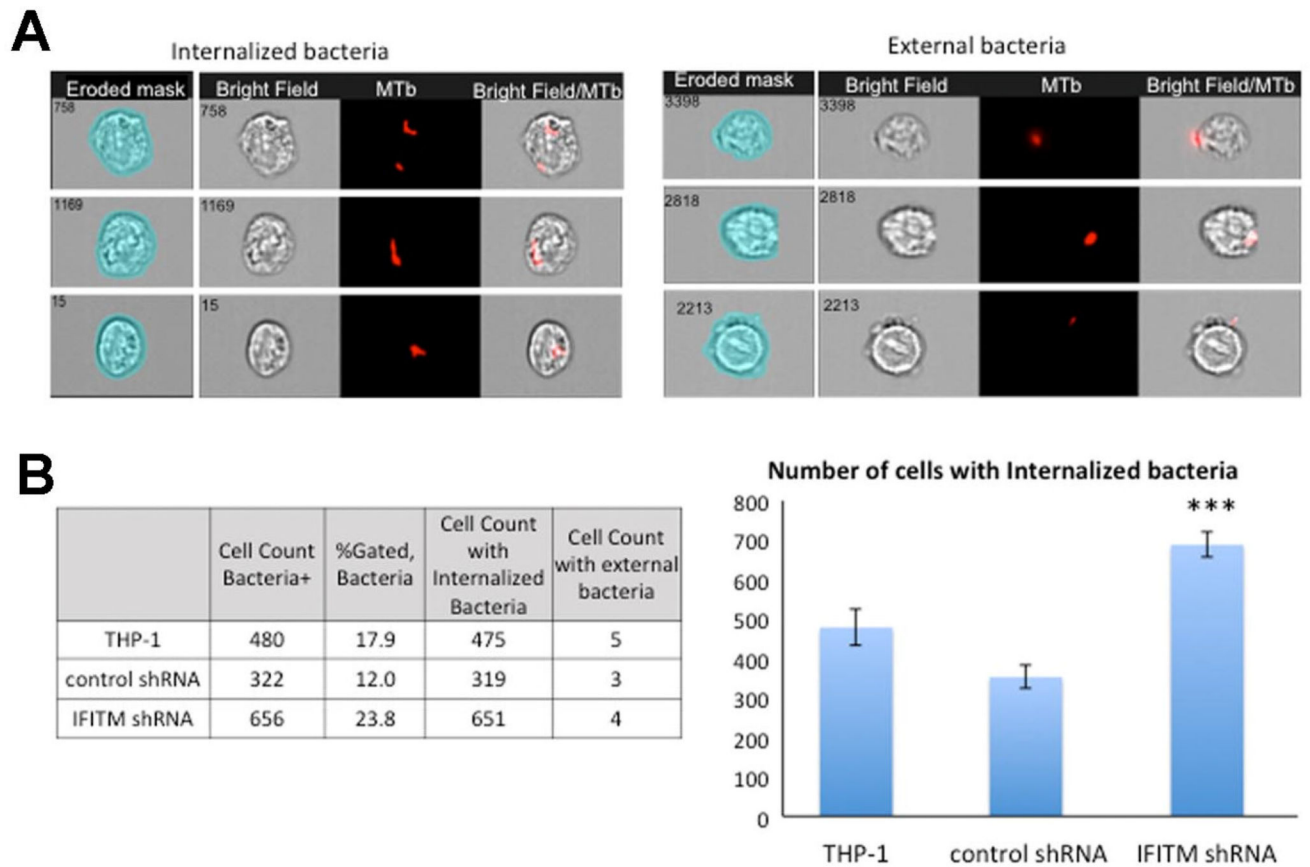 A
Internalized bacteria
External bacteria
Eroded mask Bright Field MTb Bright Field/MTb
758 758
1169 1169
15 15
Eroded mask Bright Field MTb Bright Field/MTb
3398 3398
2818 2818
2213 2213
B
Cell Count Bacteria+ %Gated, Bacteria Cell Count with Internalized Bacteria Cell Count with external bacteria
THP-1 480 17.9 475 5
control shRNA 322 12.0 319 3
IFITM shRNA 656 23.8 651 4
Number of cells with Internalized bacteria
800
700
600
500
400
300
200
100
0
***
THP-1 control shRNA IFITM shRNA